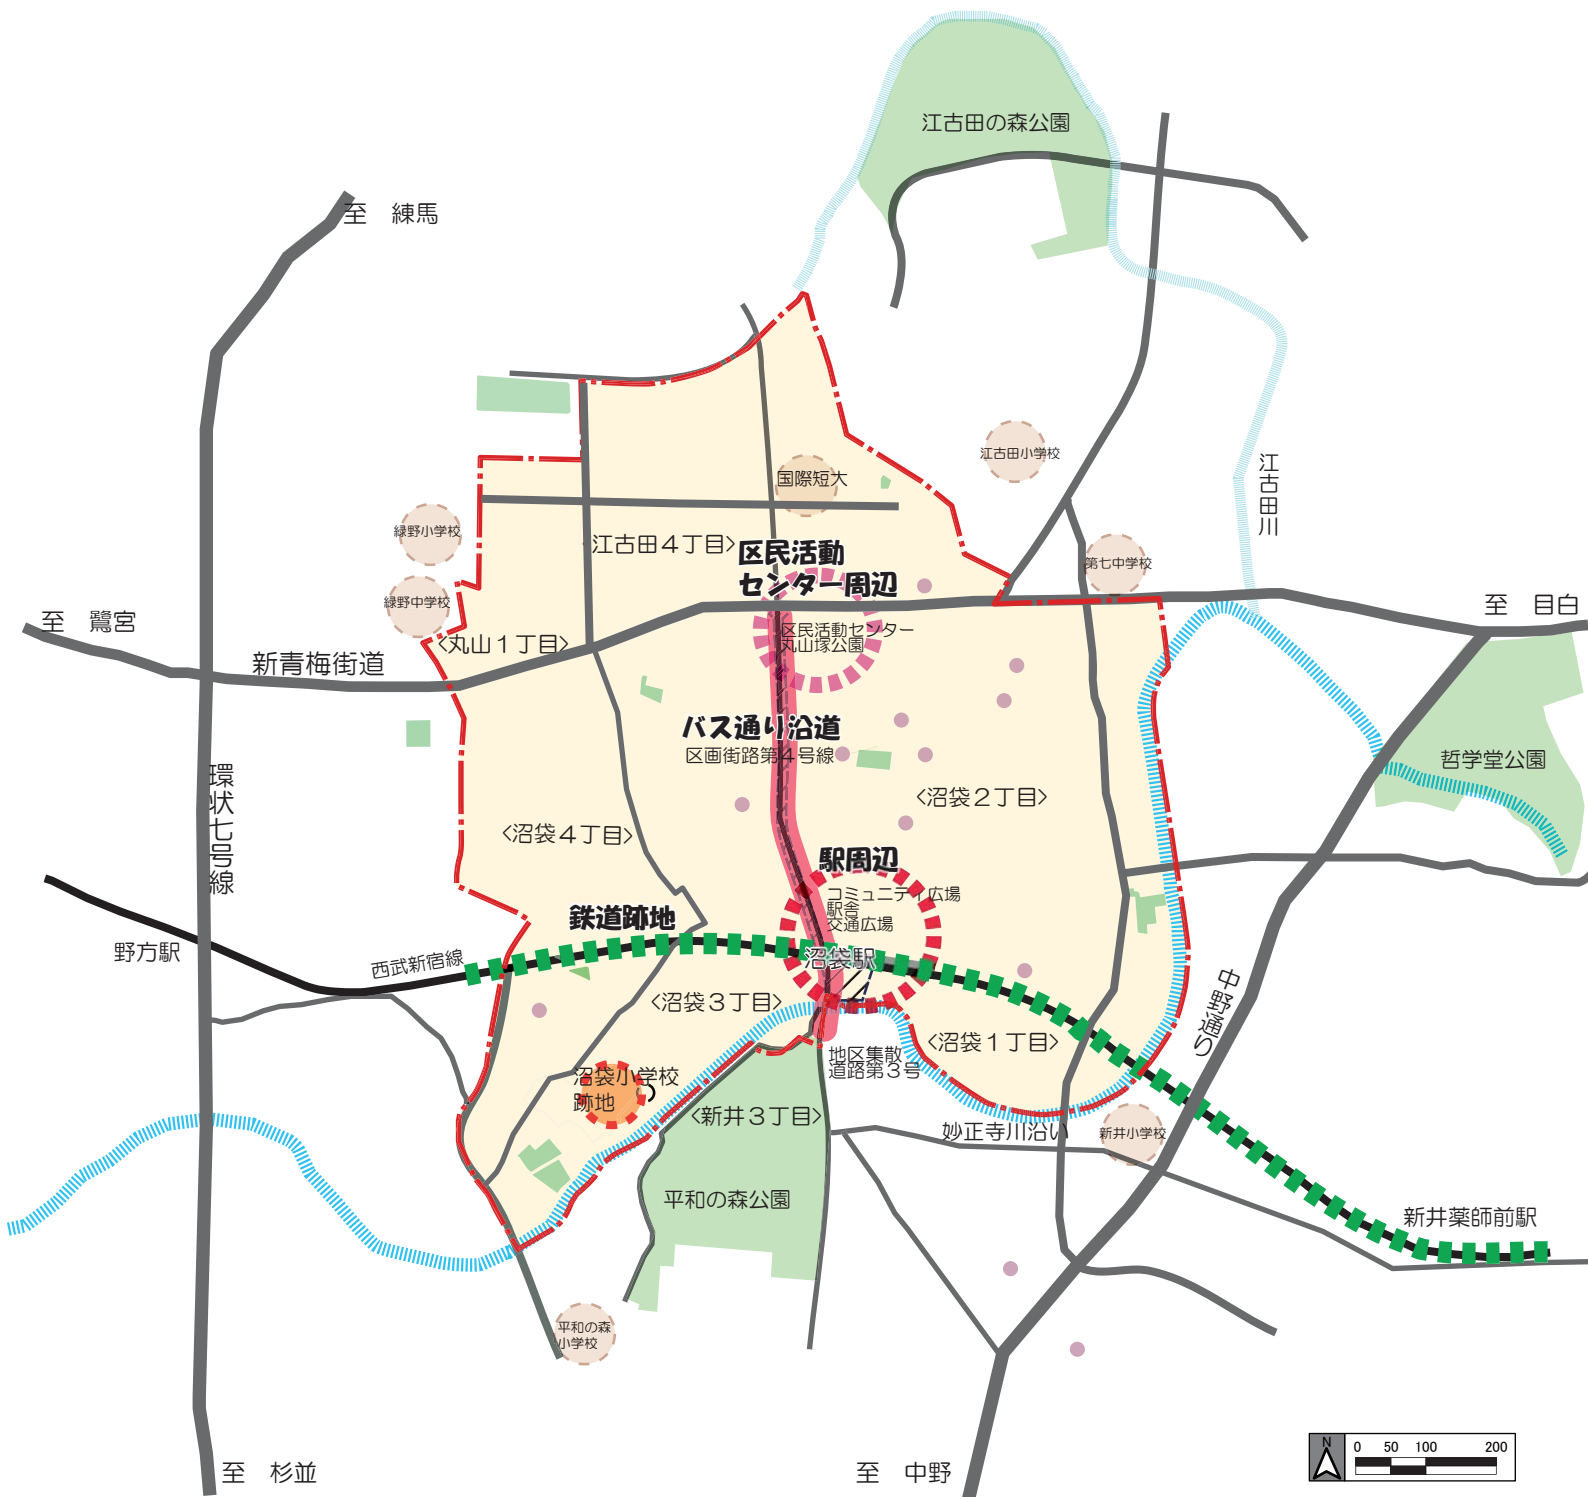 江古田の森公園
至　練馬
江古田小学校
国際短大
江古田川
緑野小学校
〈江古田４丁目〉
区民活動
センター周辺
第七中学校
緑野中学校
至　鷺宮
至　目白
区民活動センター
丸山塚公園
〈丸山１丁目〉
新青梅街道
バス通り沿道
区画街路第４号線
哲学堂公園
環状七号線
〈沼袋２丁目〉
〈沼袋４丁目〉
駅周辺
コミュニティ広場
駅舎
交通広場
鉄道跡地
野方駅
西武新宿線
沼袋駅
〈沼袋３丁目〉
中野通り
〈沼袋１丁目〉
地区集散
道路第３号
沼袋小学校
跡地
〈新井３丁目〉
妙正寺川沿い
新井小学校
平和の森公園
新井薬師前駅
平和の森
小学校
N
0 50 100 200
至　杉並
至　中野